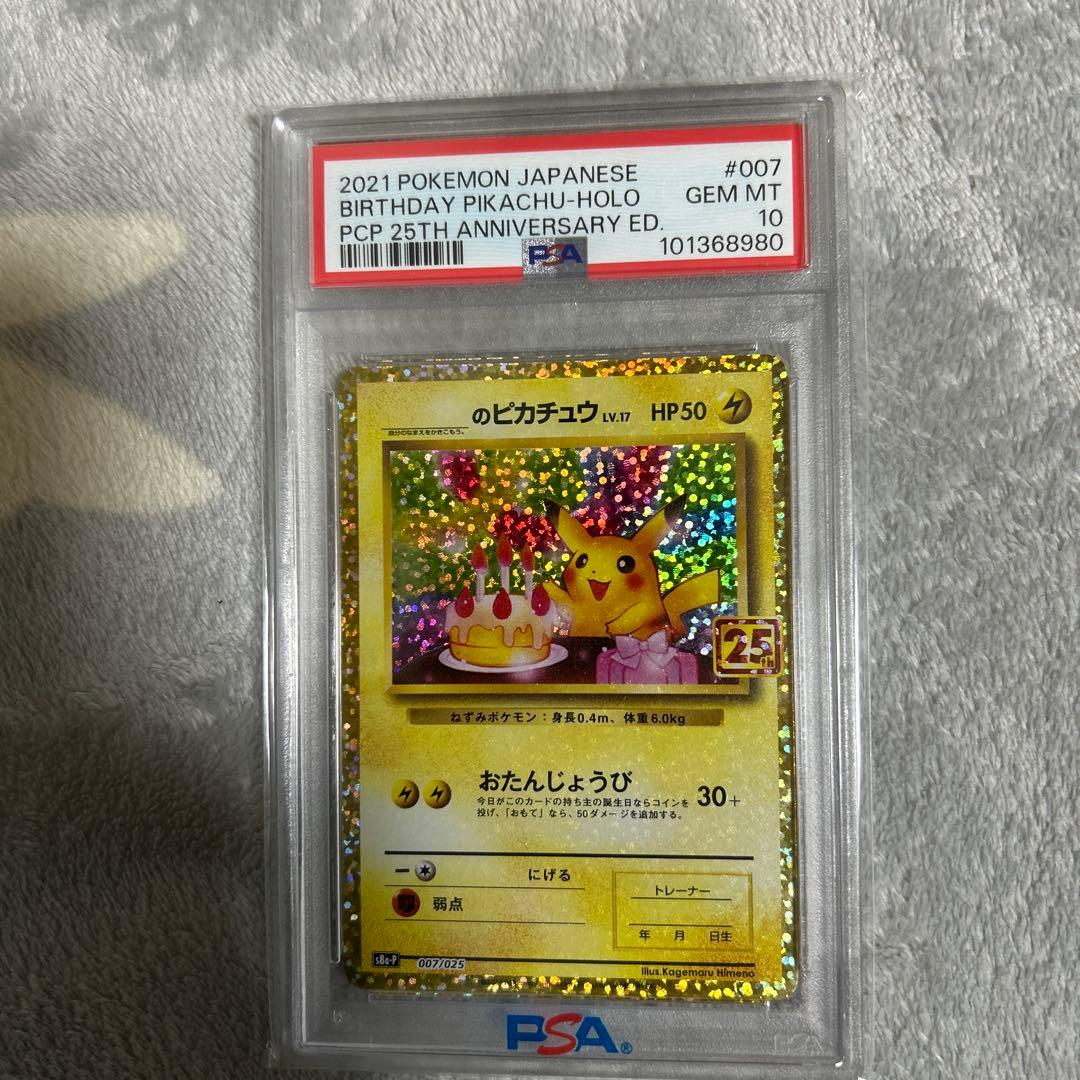 2021 POKEMON JAPANESE #007
BIRTHDAY PIKACHU-HOLO GEM MT
PCP 25TH ANNIVERSARY ED. 10
PSA 101368980
のピカチュウ LV.17 HP50
自分のなまえをかきこもう。
25th
ねずみポケモン：身長0.4m、体重6.0kg
おたんじょうび 30+
今日がこのカードの持ち主の誕生日ならコインを
投げ、「おもて」なら、50ダメージを追加する。
にげる
弱点
トレーナー
年 月 日生
s8a-P 007/025
Illus.Kagemaru Himeno
PSA®